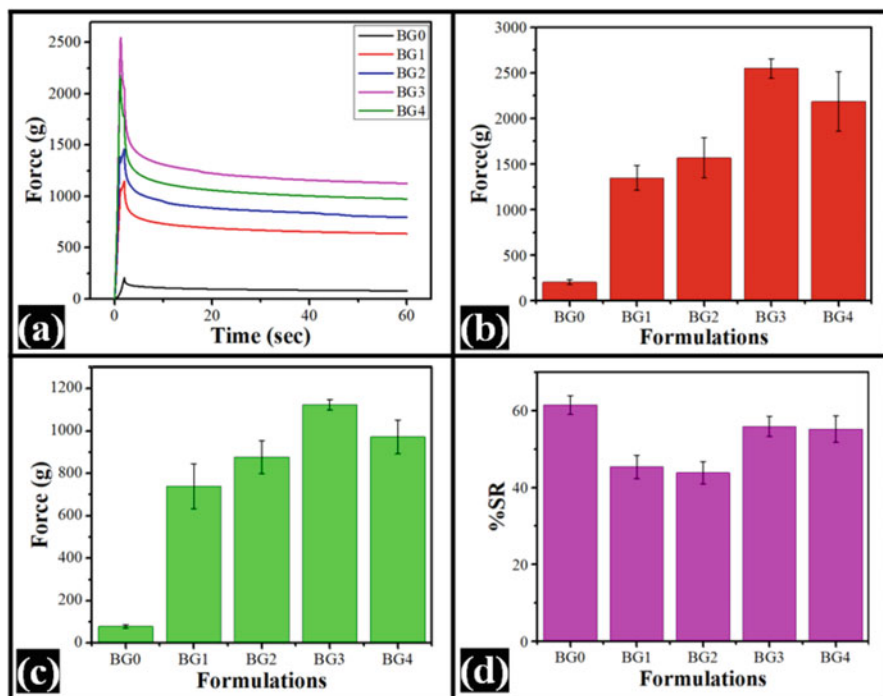 2500
2000
1500
1250
1000
500
0
Force (g)
0 20 40 60
Time (sec)
BG0
BG1
BG2
BG3
BG4
(a)
3000
2500
2000
1500
1000
500
0
Force(g)
BG0 BG1 BG2 BG3 BG4
Formulations
(b)
1200
1000
800
600
400
200
0
Force (g)
BG0 BG1 BG2 BG3 BG4
Formulations
(c)
60
40
20
0
%SR
BG0 BG1 BG2 BG3 BG4
Formulations
(d)